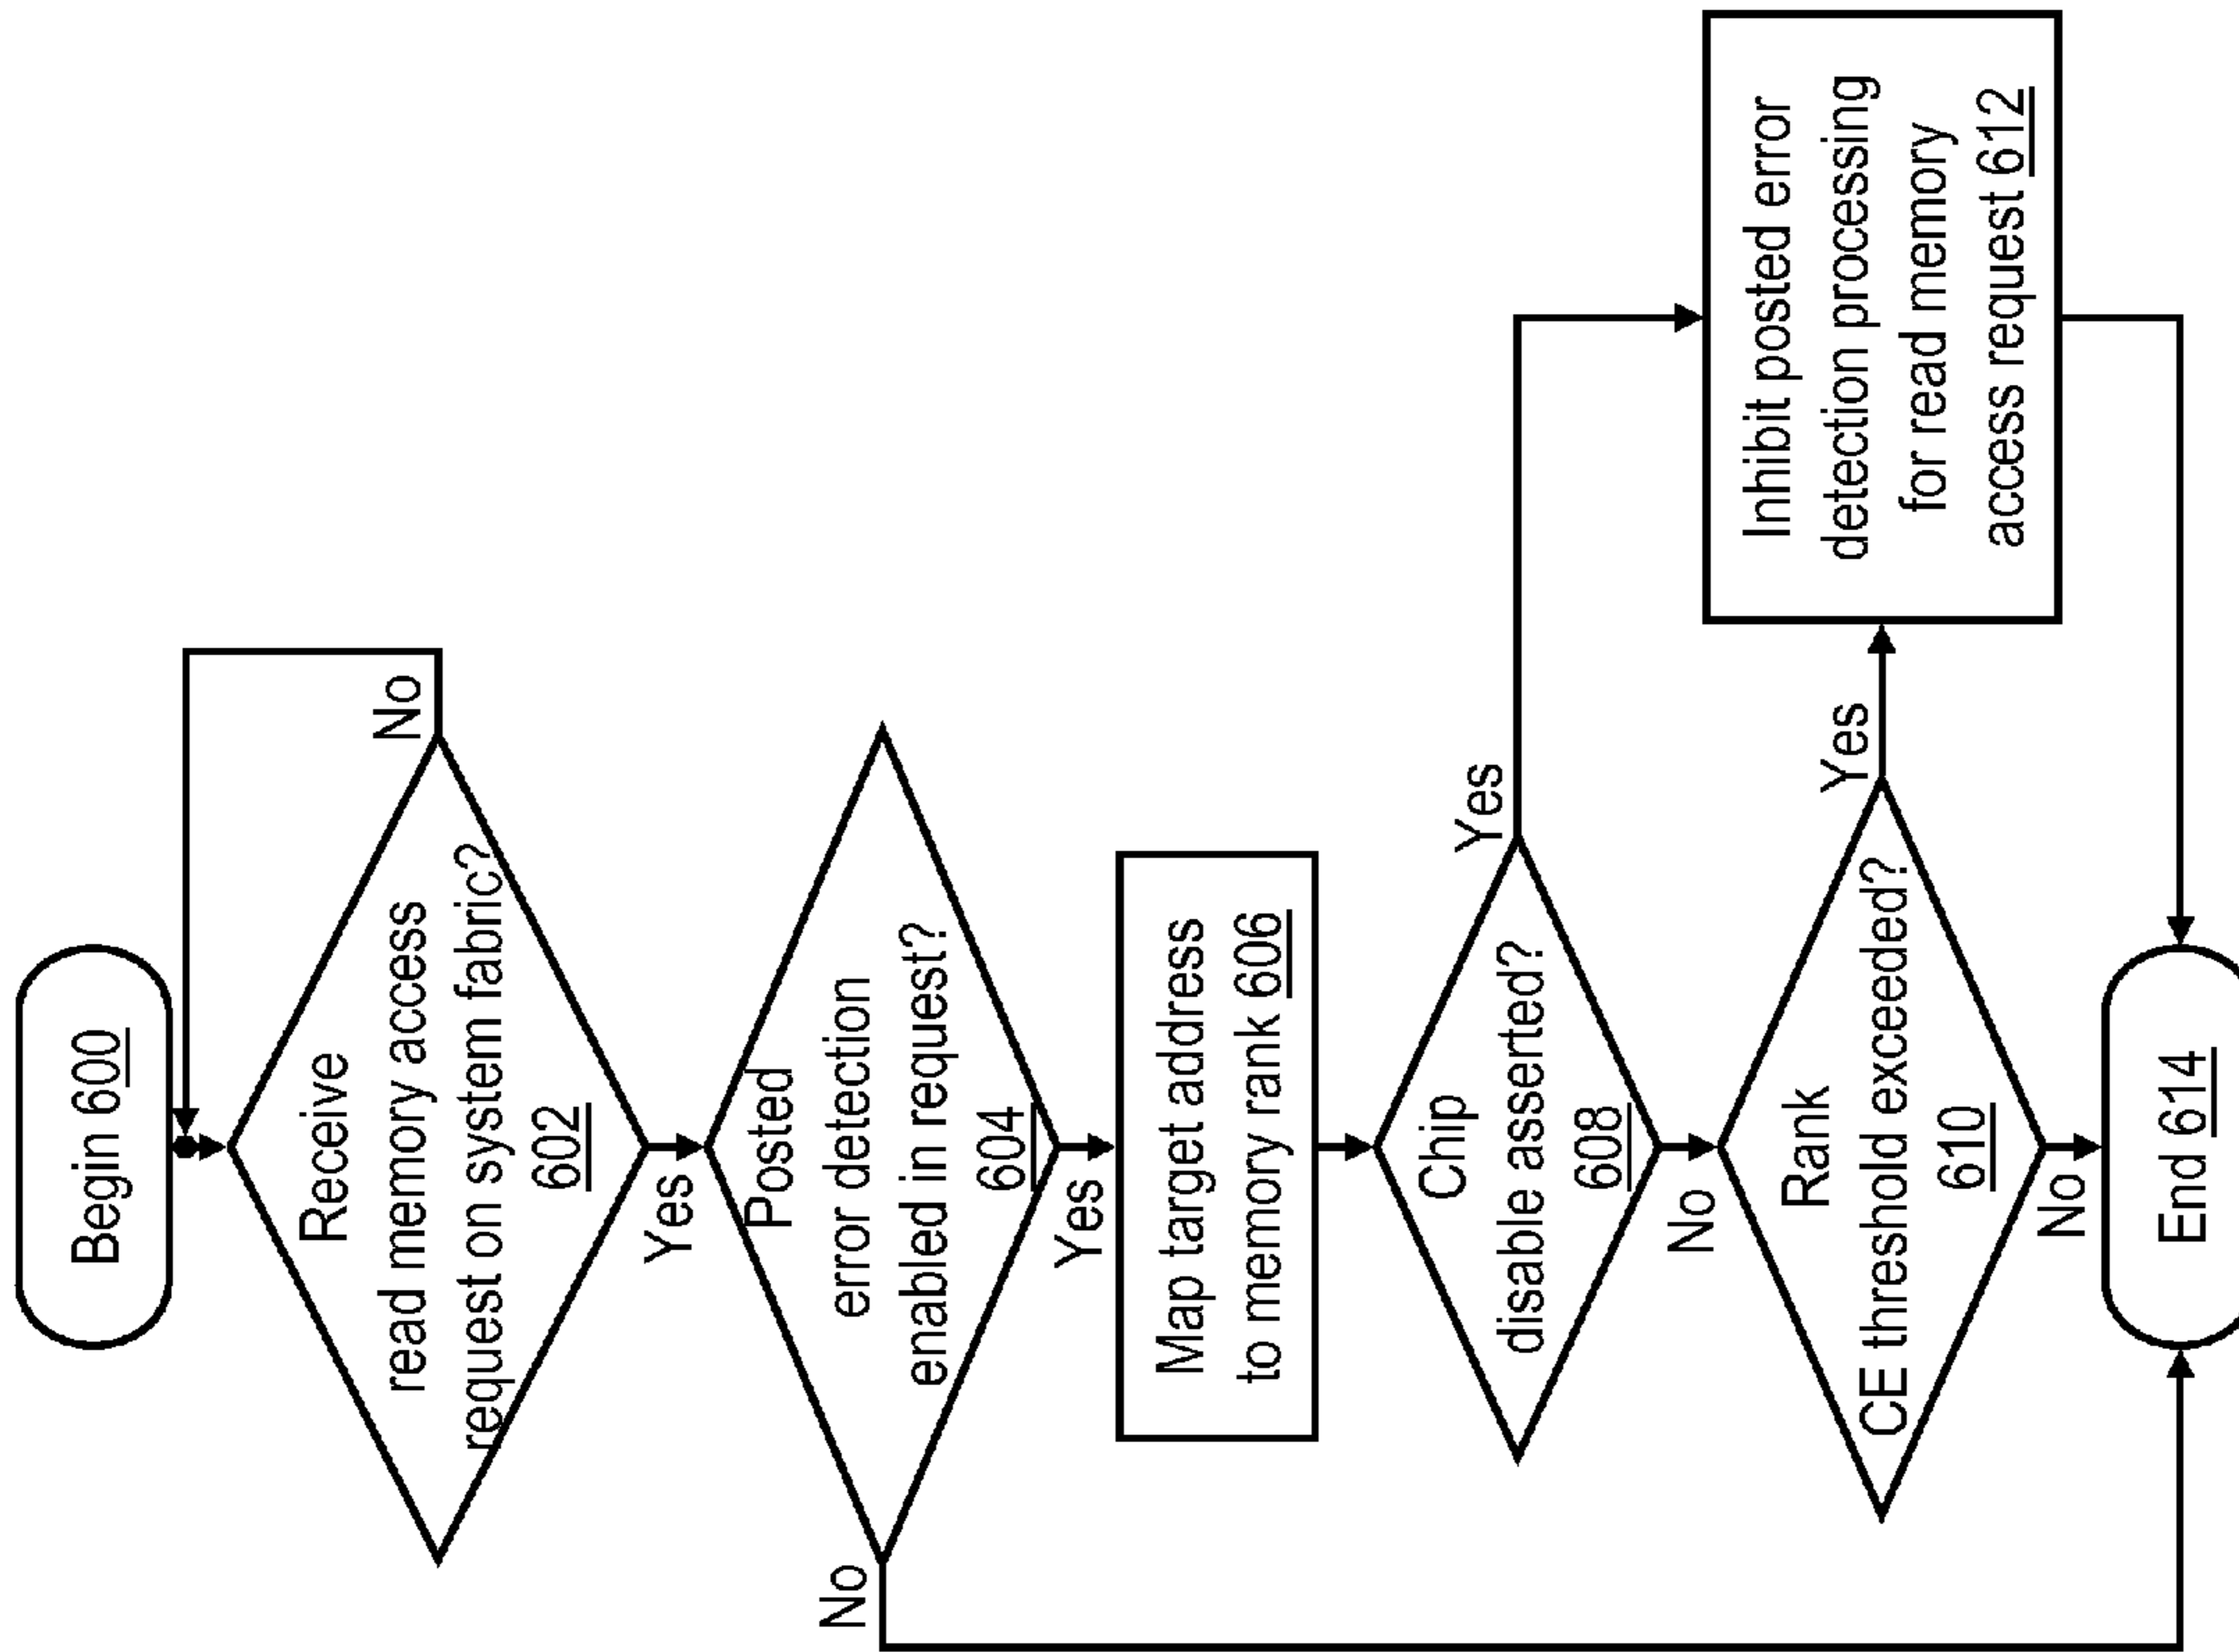 Begin 600
Receive
read memory access
request on system fabric?
602
No
Yes
Posted
error detection
enabled in request?
604
No
Yes
Map target address
to memory rank 606
Chip
disable asserted?
608
Yes
No
Rank
CE threshold exceeded?
610
Yes
No
Inhibit posted error
detection processing
for read memory
access request 612
End 614